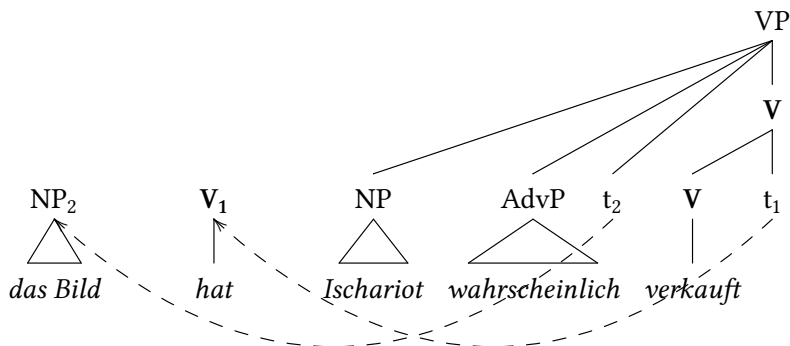 VP
V
NP₂ V₁ NP AdvP t₂ V t₁
das Bild hat Ischariot wahrscheinlich verkauft